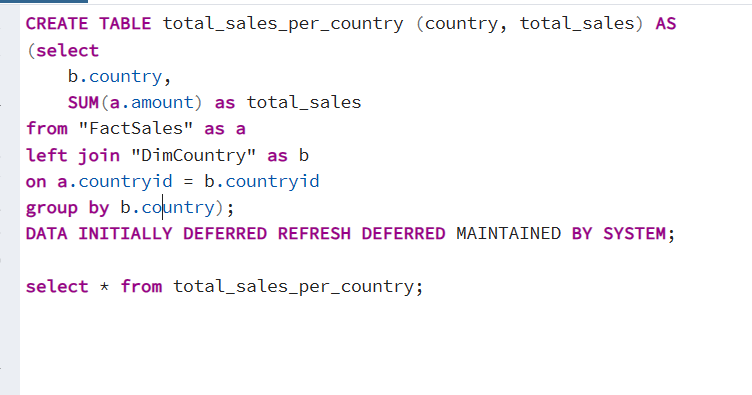 CREATE TABLE total_sales_per_country (country, total_sales) AS
(select
    b.country,
    SUM(a.amount) as total_sales
from "FactSales" as a
left join "DimCountry" as b
on a.countryid = b.countryid
group by b.country);
DATA INITIALLY DEFERRED REFRESH DEFERRED MAINTAINED BY SYSTEM;

select * from total_sales_per_country;